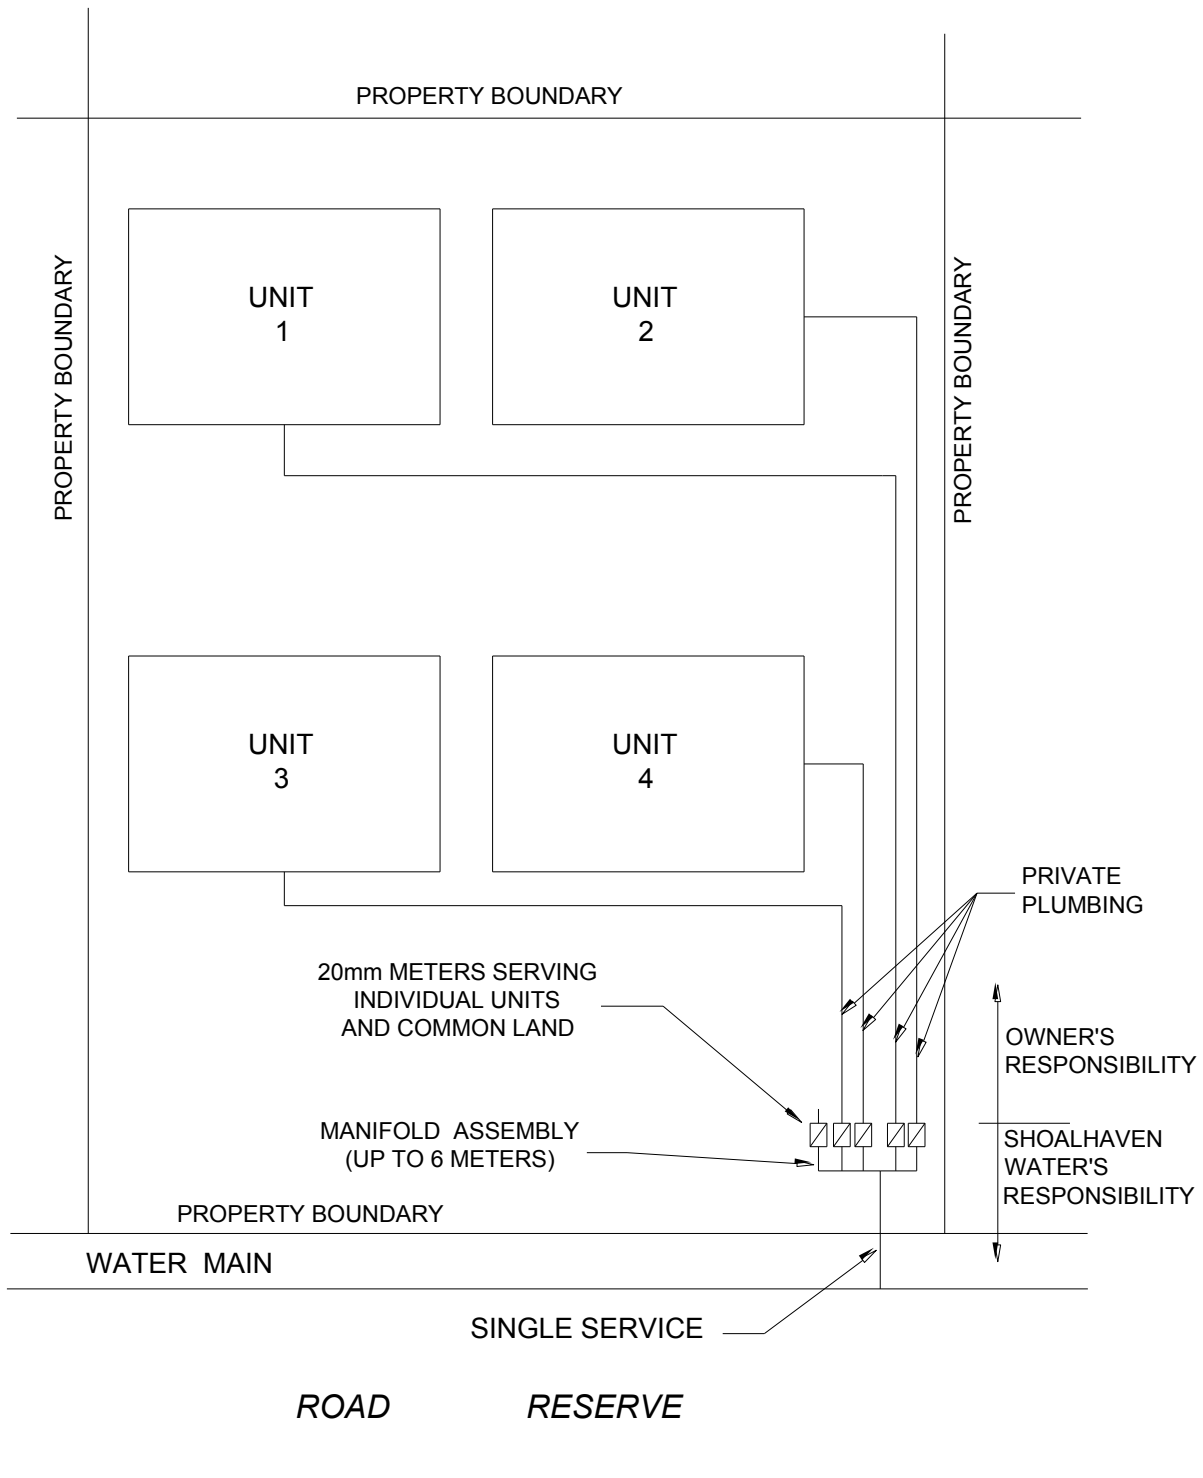 PROPERTY BOUNDARY
PROPERTY BOUNDARY
PROPERTY BOUNDARY
UNIT
1
UNIT
2
UNIT
3
UNIT
4
PRIVATE
PLUMBING
20mm METERS SERVING
INDIVIDUAL UNITS
AND COMMON LAND
OWNER'S
RESPONSIBILITY
MANIFOLD ASSEMBLY
(UP TO 6 METERS)
SHOALHAVEN
WATER'S
RESPONSIBILITY
PROPERTY BOUNDARY
WATER MAIN
SINGLE SERVICE
ROAD RESERVE